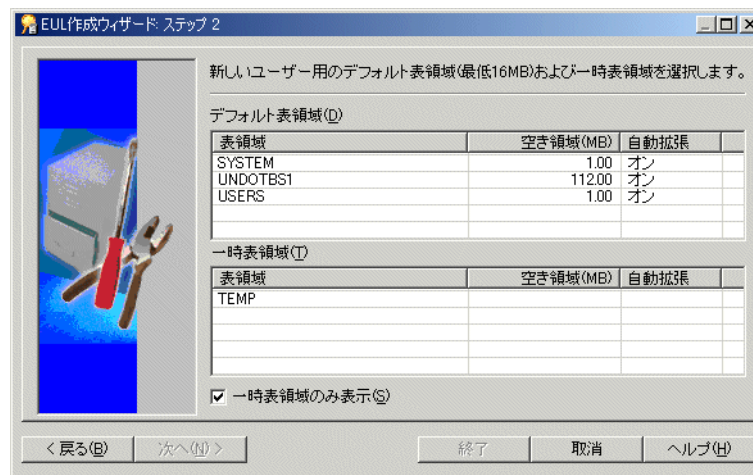 EUL作成ウィザード: ステップ 2
新しいユーザー用のデフォルト表領域(最低16MB)および一時表領域を選択します。
デフォルト表領域(D)
表領域 空き領域(MB) 自動拡張
SYSTEM 1.00 オン
UNDOTBS1 112.00 オン
USERS 1.00 オン
一時表領域(T)
表領域 空き領域(MB) 自動拡張
TEMP
一時表領域のみ表示(S)
< 戻る(B) 次へ(N) > 終了 取消 ヘルプ(H)